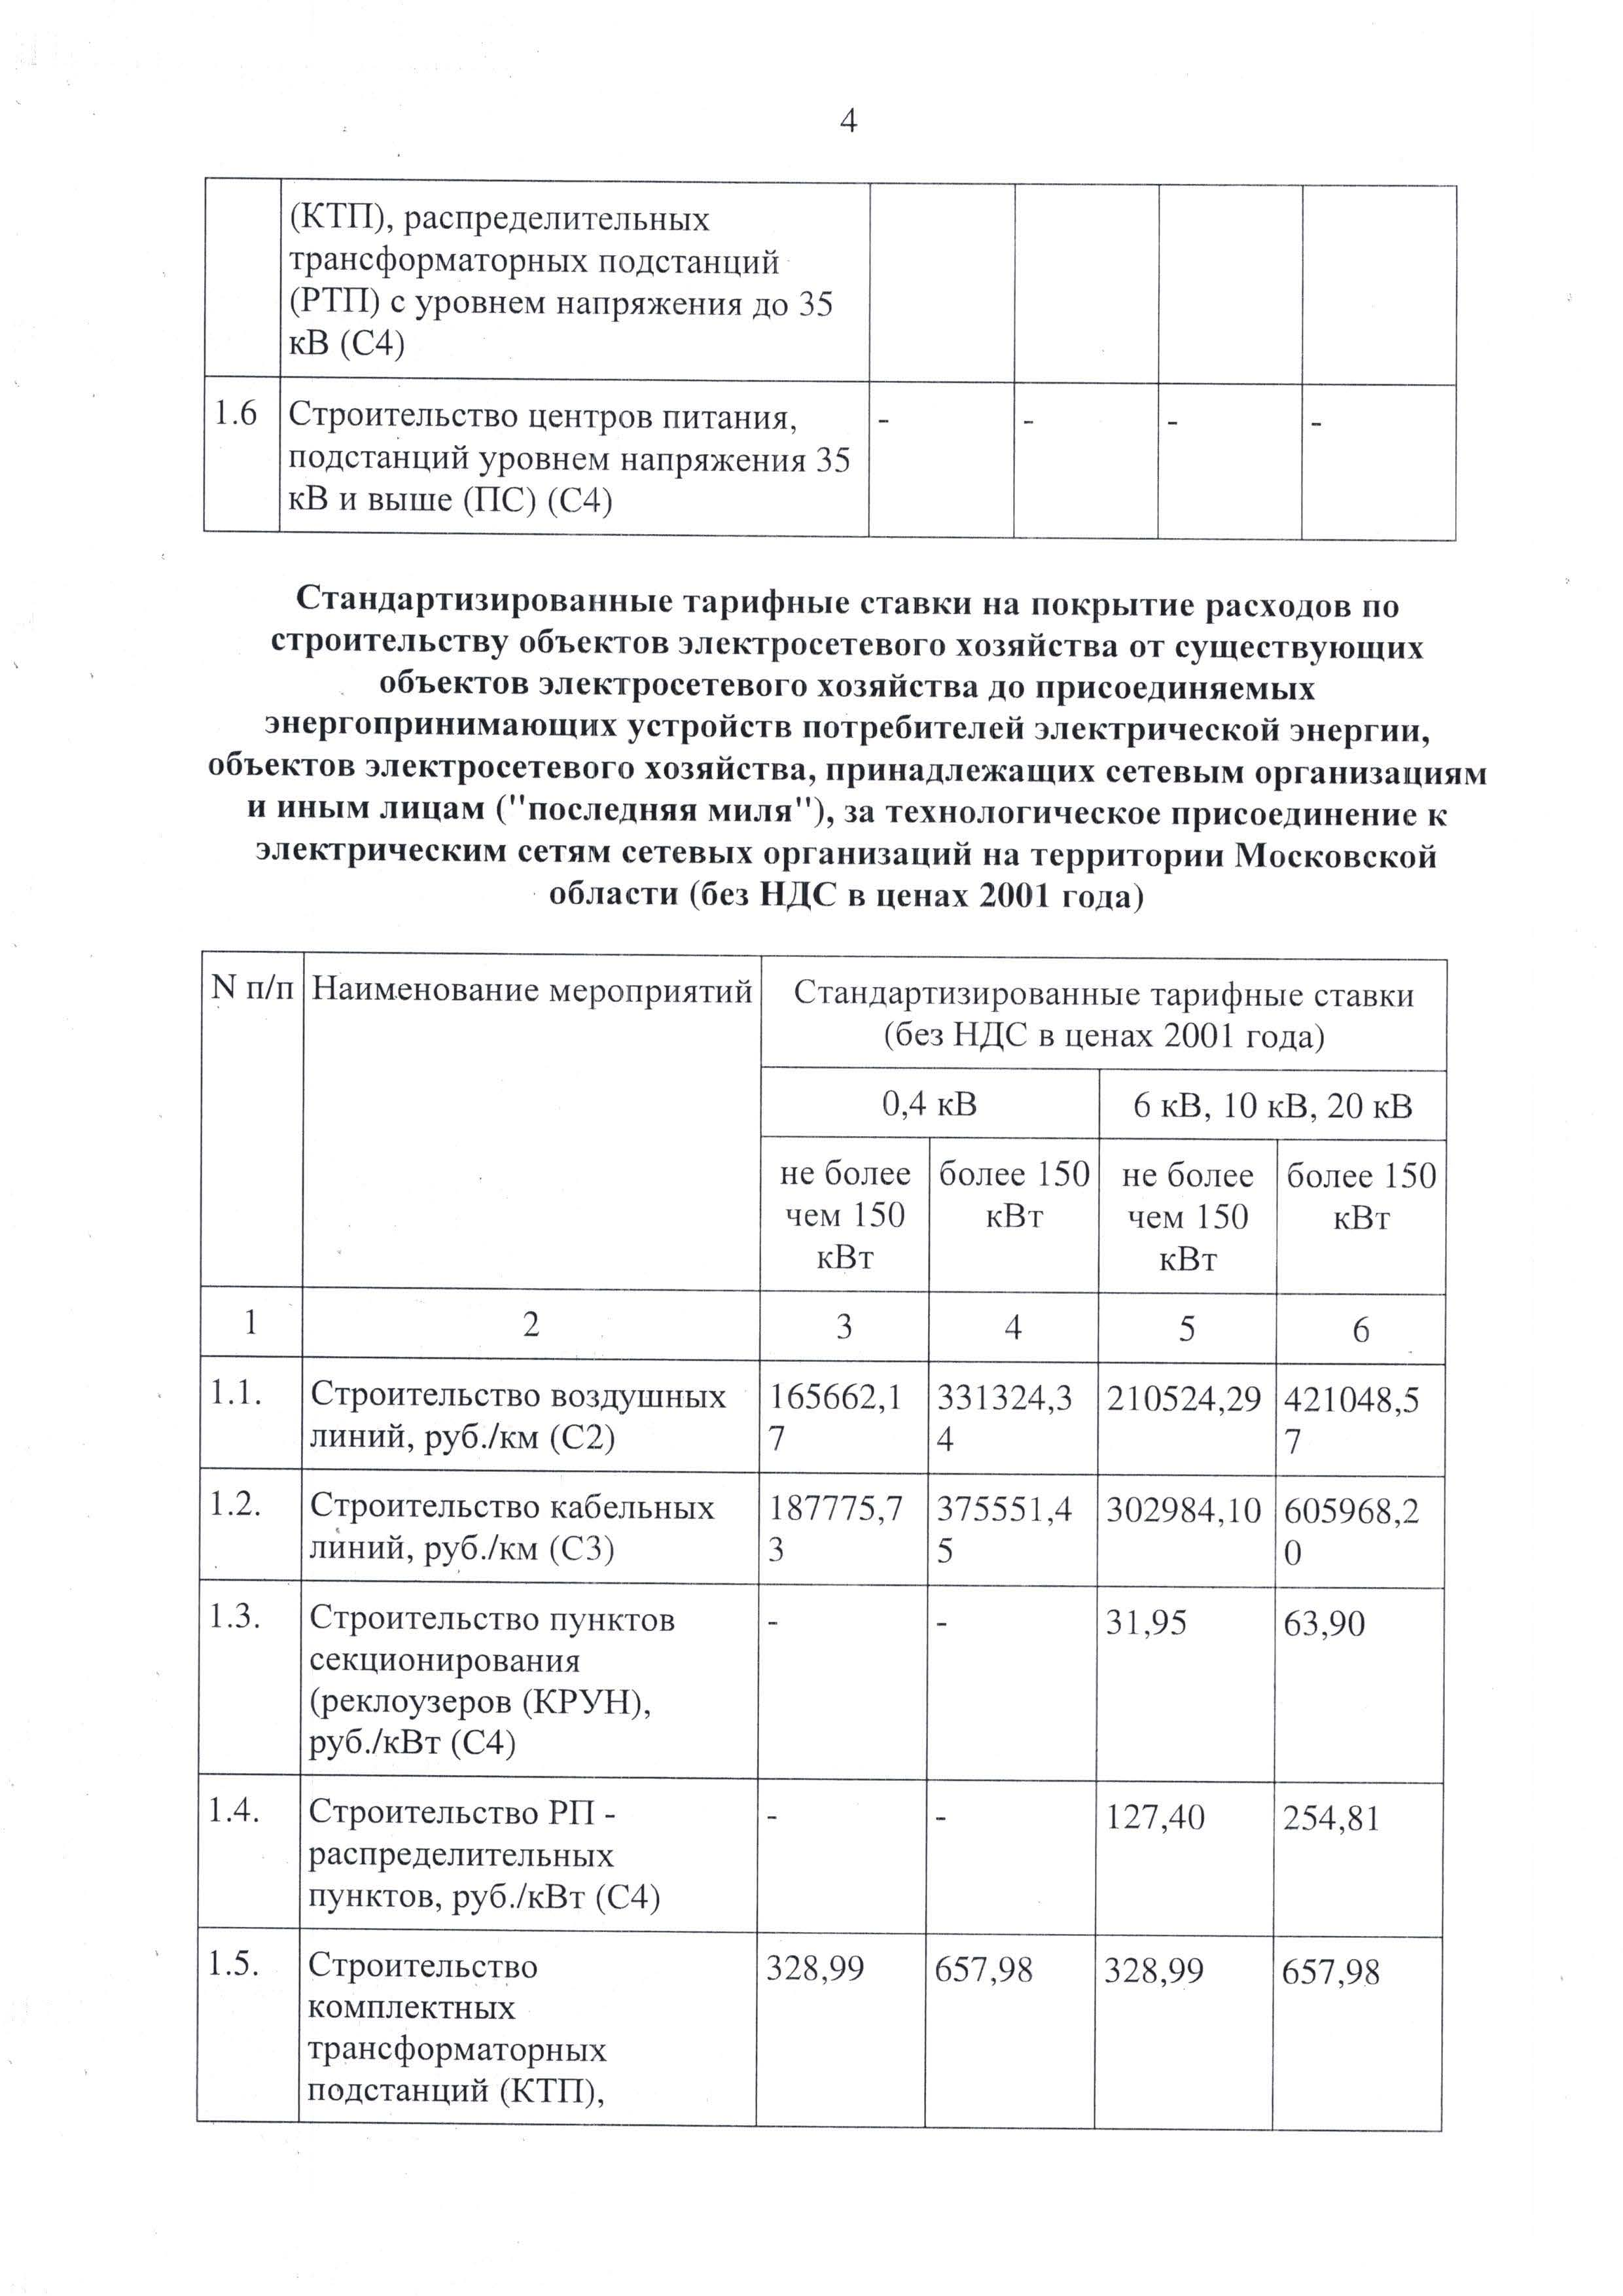 4
(КТП), распределительных
трансформаторных подстанций
(РТП) с уровнем напряжения до 35
кВ (С4)
1.6 Строительство центров питания, - - - -
подстанций уровнем напряжения 35
кВ и выше (ПС) (С4)
Стандартизированные тарифные ставки на покрытие расходов по
строительству объектов электросетевого хозяйства от существующих
объектов электросетевого хозяйства до присоединяемых
энергопринимающих устройств потребителей электрической энергии,
объектов электросетевого хозяйства, принадлежащих сетевым организациям
и иным лицам ("последняя миля"), за технологическое присоединение к
электрическим сетям сетевых организаций на территории Московской
области (без НДС в ценах 2001 года)
N п/п Наименование мероприятий Стандартизированные тарифные ставки
(без НДС в ценах 2001 года)
0,4 кВ 6 кВ, 10 кВ, 20 кВ
не более более 150 не более более 150
чем 150 кВт чем 150 кВт
кВт кВт
1 2 3 4 5 6
1.1. Строительство воздушных 165662,1 331324,3 210524,29 421048,5
линий, руб./км (С2) 7 4 7
1.2. Строительство кабельных 187775,7 375551,4 302984,10 605968,2
линий, руб./км (С3) 3 5 0
1.3. Строительство пунктов - - 31,95 63,90
секционирования
(реклоузеров (КРУН),
руб./кВт (С4)
1.4. Строительство РП - - - 127,40 254,81
распределительных
пунктов, руб./кВт (С4)
1.5. Строительство 328,99 657,98 328,99 657,98
комплектных
трансформаторных
подстанций (КТП),